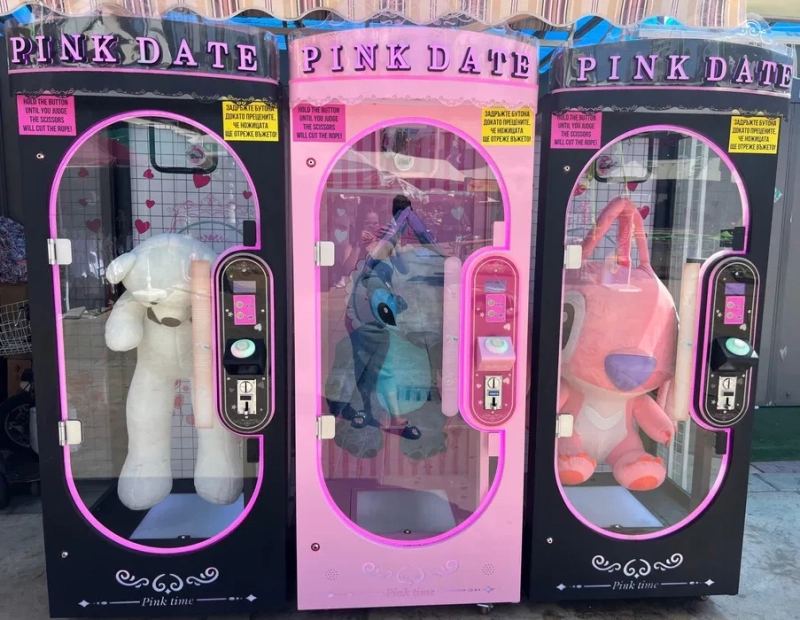 PINK DATE
HOLD THE BUTTON
UNTIL YOU JUDGE
THE SCISSORS
WILL CUT THE ROPE!
ЗАДРЪЖТЕ БУТОНА
ДОКАТО ПРЕЦЕНИТЕ,
ЧЕ НОЖИЦАТА
ЩЕ ОТРЕЖЕ ВЪЖЕТО!
Pink time
PINK DATE
HOLD THE BUTTON
UNTIL YOU JUDGE
THE SCISSORS
WILL CUT THE ROPE!
ЗАДРЪЖТЕ БУТОНА
ДОКАТО ПРЕЦЕНИТЕ,
ЧЕ НОЖИЦАТА
ЩЕ ОТРЕЖЕ ВЪЖЕТО!
Pink time
PINK DATE
HOLD THE BUTTON
UNTIL YOU JUDGE
THE SCISSORS
WILL CUT THE ROPE!
ЗАДРЪЖТЕ БУТОНА
ДОКАТО ПРЕЦЕНИТЕ,
ЧЕ НОЖИЦАТА
ЩЕ ОТРЕЖЕ ВЪЖЕТО!
Pink time